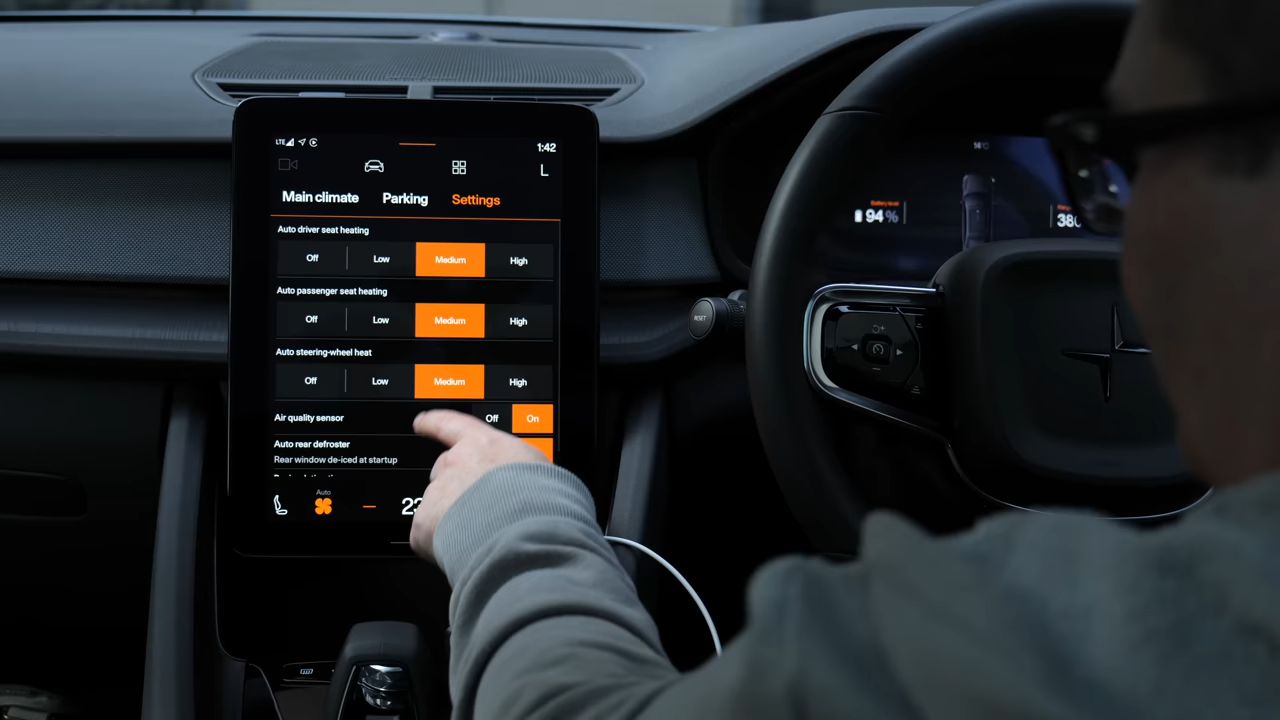 LTE 1:42
L
Main climate Parking Settings
Auto driver seat heating
Off Low Medium High
Auto passenger seat heating
Off Low Medium High
Auto steering-wheel heat
Off Low Medium High
Air quality sensor Off On
Auto rear defroster
Rear window de-iced at startup
Auto
RESET
Battery level
94%